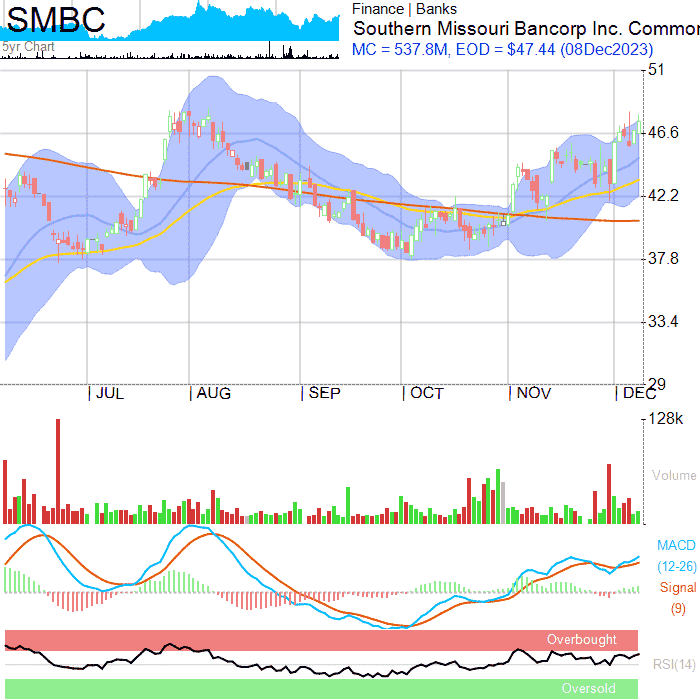 SMBC
5yr Chart
Finance | Banks
Southern Missouri Bancorp Inc. Common
MC = 537.8M, EOD = $47.44 (08Dec2023)
51
46.6
42.2
37.8
33.4
29
JUL
AUG
SEP
OCT
NOV
DEC
128k
Volume
MACD
(12-26)
Signal
(9)
Overbought
RSI(14)
Oversold